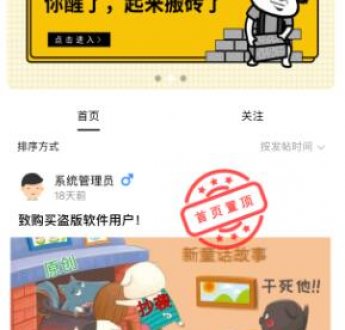 你醒了，起来搬砖了
点击进入>
首页
关注
排序方式
按发帖时间
系统管理员
18天前
首页置顶
致购买盗版软件用户！
新童话故事
原创
抄袭
干死他!!